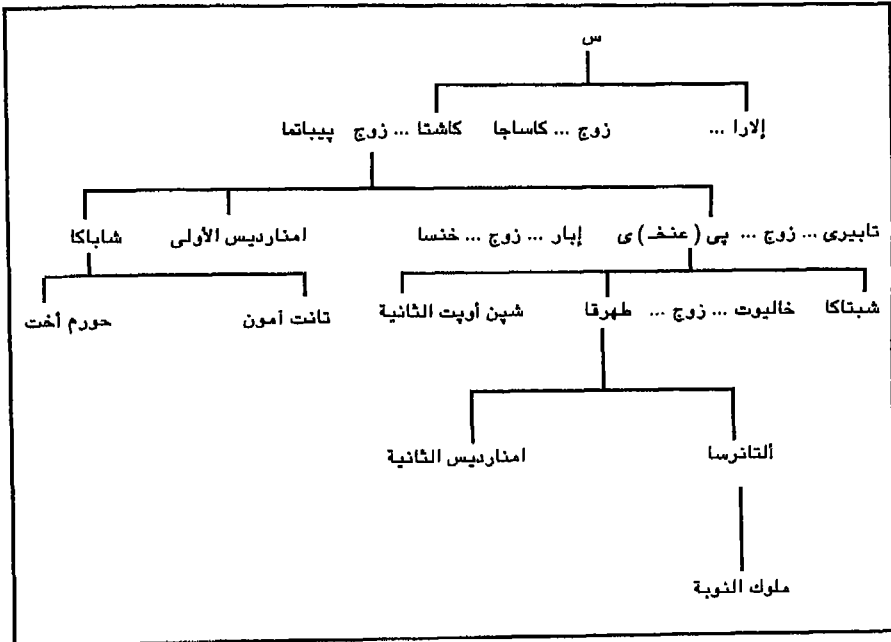 س
إلارا ... زوج ... كاساجا كاشتا ... زوج پيباتما
تابيرى ... زوج ... پى ( عنخـ ) ى إبار ... زوج ... خنسا امنارديس الأولى شاباكا
شبتاكا خاليوت ... زوج ... طهرقا شپن أوپت الثانية تانت أمون حورم أخت
ألتانرسا امنارديس الثانية
ملوك النوبة